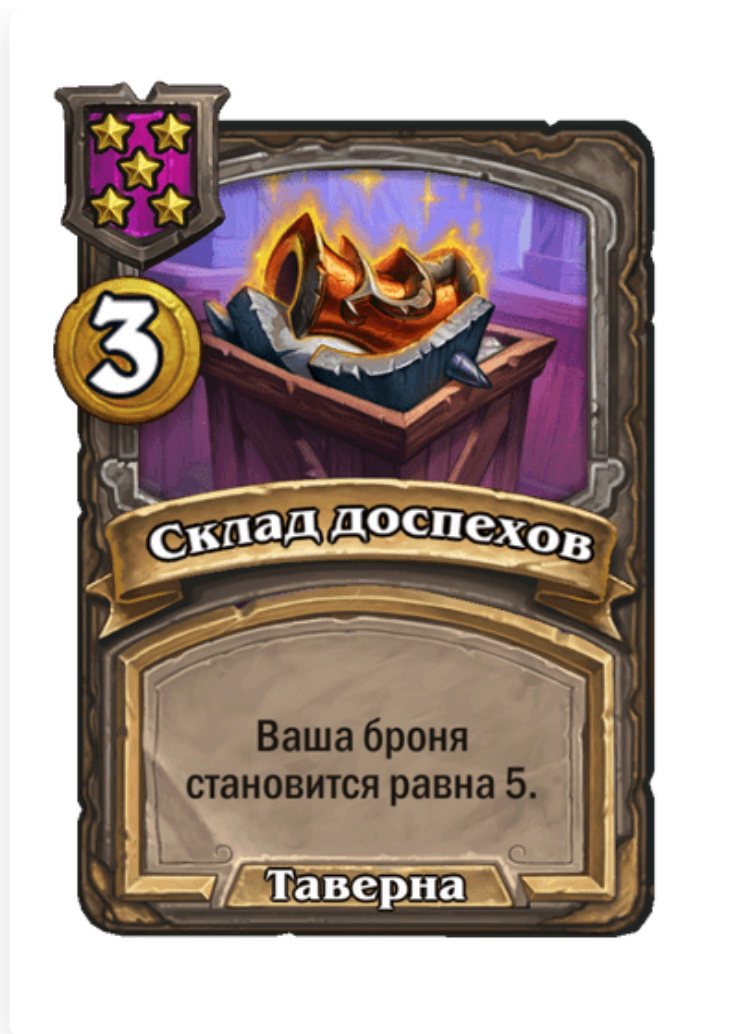 3
Склад доспехов
Ваша броня
становится равна 5.
Таверна